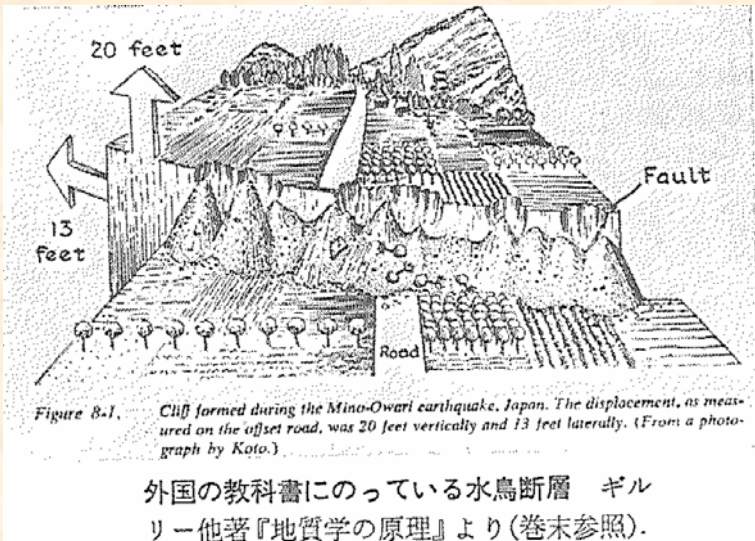 20 feet
13
feet
Fault
Road
Figure 8-1. Cliff formed during the Mino-Owari earthquake, Japan. The displacement, as meas-
ured on the offset road, was 20 feet vertically and 13 feet laterally. (From a photo-
graph by Koto.)
外国の教科書にのっている水鳥断層 ギル
リー他著『地質学の原理』より(巻末参照).